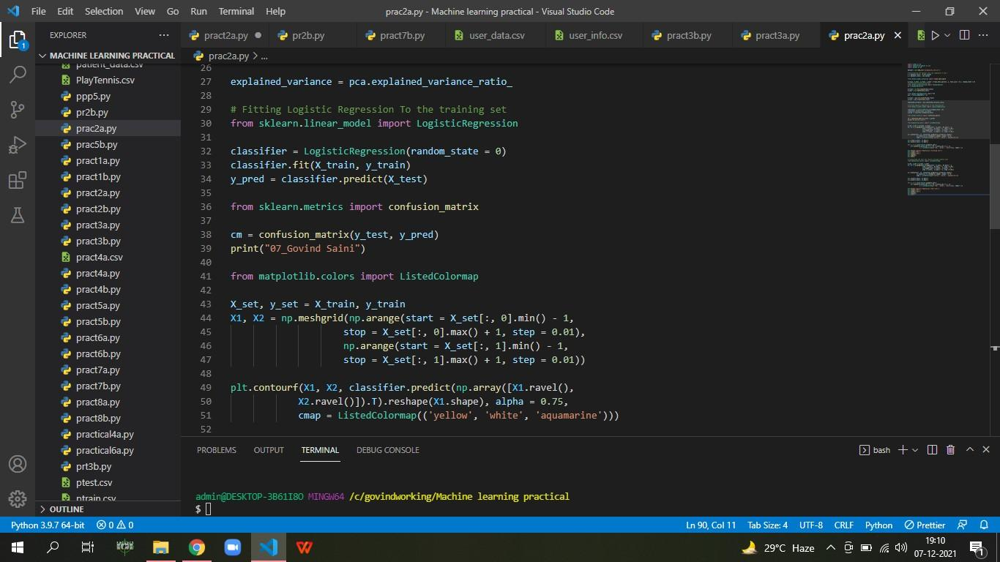 File Edit Selection View Go Run Terminal Help prac2a.py - Machine learning practical - Visual Studio Code
EXPLORER ··· pract2a.py pr2b.py pract7b.py user_data.csv user_info.csv pract3b.py pract3a.py prac2a.py
1
MACHINE LEARNING PRACTICAL
prac2a.py > ...
patient_data.csv
PlayTennis.csv
ppp5.py
pr2b.py
prac2a.py
prac5b.py
pract1a.py
pract1b.py
pract2a.py
pract2b.py
pract3a.py
pract3b.py
pract4a.csv
pract4a.py
pract4b.py
pract5a.py
pract5b.py
pract6a.py
pract6b.py
pract7a.py
pract7b.py
pract8a.py
pract8b.py
practical4a.py
practical6a.py
prt3b.py
ptest.csv
ptrain.csv
OUTLINE
26
27 explained_variance = pca.explained_variance_ratio_
28
29 # Fitting Logistic Regression To the training set
30 from sklearn.linear_model import LogisticRegression
31
32 classifier = LogisticRegression(random_state = 0)
33 classifier.fit(X_train, y_train)
34 y_pred = classifier.predict(X_test)
35
36 from sklearn.metrics import confusion_matrix
37
38 cm = confusion_matrix(y_test, y_pred)
39 print("07_Govind Saini")
40
41 from matplotlib.colors import ListedColormap
42
43 X_set, y_set = X_train, y_train
44 X1, X2 = np.meshgrid(np.arange(start = X_set[:, 0].min() - 1,
45 stop = X_set[:, 0].max() + 1, step = 0.01),
46 np.arange(start = X_set[:, 1].min() - 1,
47 stop = X_set[:, 1].max() + 1, step = 0.01))
48
49 plt.contourf(X1, X2, classifier.predict(np.array([X1.ravel(),
50 X2.ravel()]).T).reshape(X1.shape), alpha = 0.75,
51 cmap = ListedColormap(('yellow', 'white', 'aquamarine')))
52
PROBLEMS OUTPUT TERMINAL DEBUG CONSOLE bash
admin@DESKTOP-3B61I8O MINGW64 /c/govindworking/Machine learning practical
$
Python 3.9.7 64-bit 0 0 Ln 90, Col 11 Tab Size: 4 UTF-8 CRLF Python Prettier
29°C Haze
19:10
07-12-2021
1